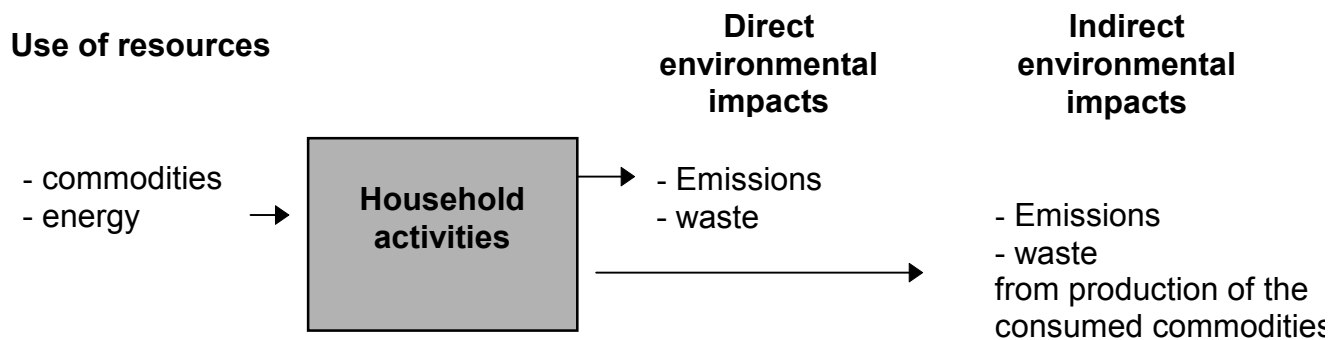 Use of resources
Direct
environmental
impacts
Indirect
environmental
impacts
- commodities
- energy
Household
activities
- Emissions
- waste
- Emissions
- waste
from production of the
consumed commodities